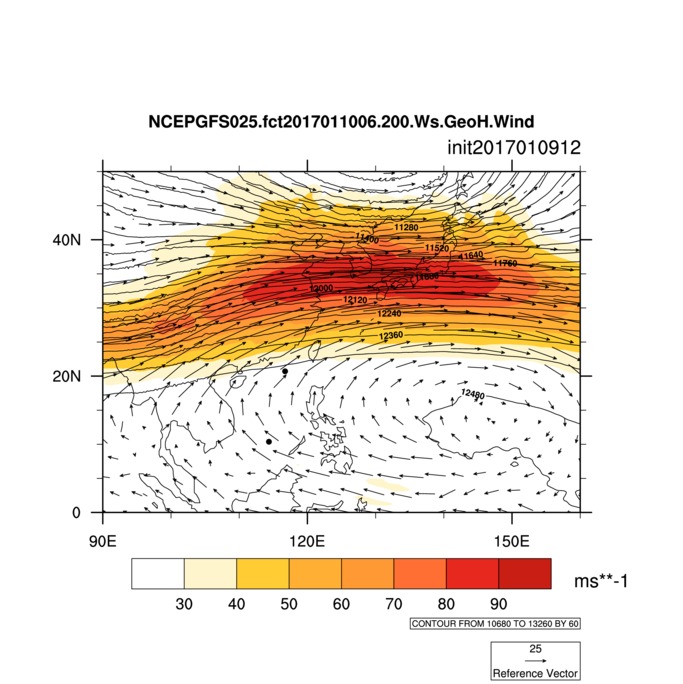 NCEPGFS025.fct2017011006.200.Ws.GeoH.Wind
init2017010912
40N
20N
0
11280
11400
11520
11640
11760
12000
12120
12240
12360
12480
90E 120E 150E
30 40 50 60 70 80 90
ms**-1
CONTOUR FROM 10680 TO 13260 BY 60
25
Reference Vector